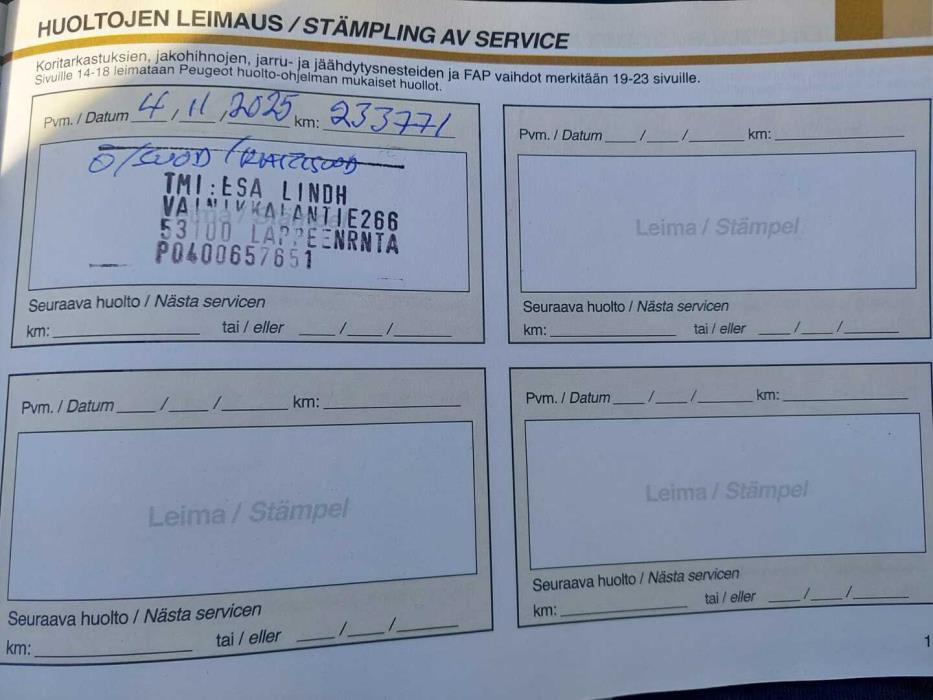 HUOLTOJEN LEIMAUS / STÄMPLING AV SERVICE
Koritarkastuksien, jakohihnojen, jarru- ja jäähdytysnesteiden ja FAP vaihdot merkitään 19-23 sivuille.
Sivuille 14-18 leimataan Peugeot huolto-ohjelman mukaiset huollot.
Pvm. / Datum 4 , 11 , 2025 km: 233771
Ö/SUOD /
TMI:ESA LINDH
VAINIKKALANTIE266
53100 LAPPEENRNTA
P0400657651
Seuraava huolto / Nästa servicen
km: tai / eller / /
Pvm. / Datum / / km:
Leima / Stämpel
Seuraava huolto / Nästa servicen
km: tai / eller / /
Pvm. / Datum / / km:
Leima / Stämpel
Seuraava huolto / Nästa servicen
km: tai / eller / /
Pvm. / Datum / / km:
Leima / Stämpel
Seuraava huolto / Nästa servicen
km: tai / eller / /
1